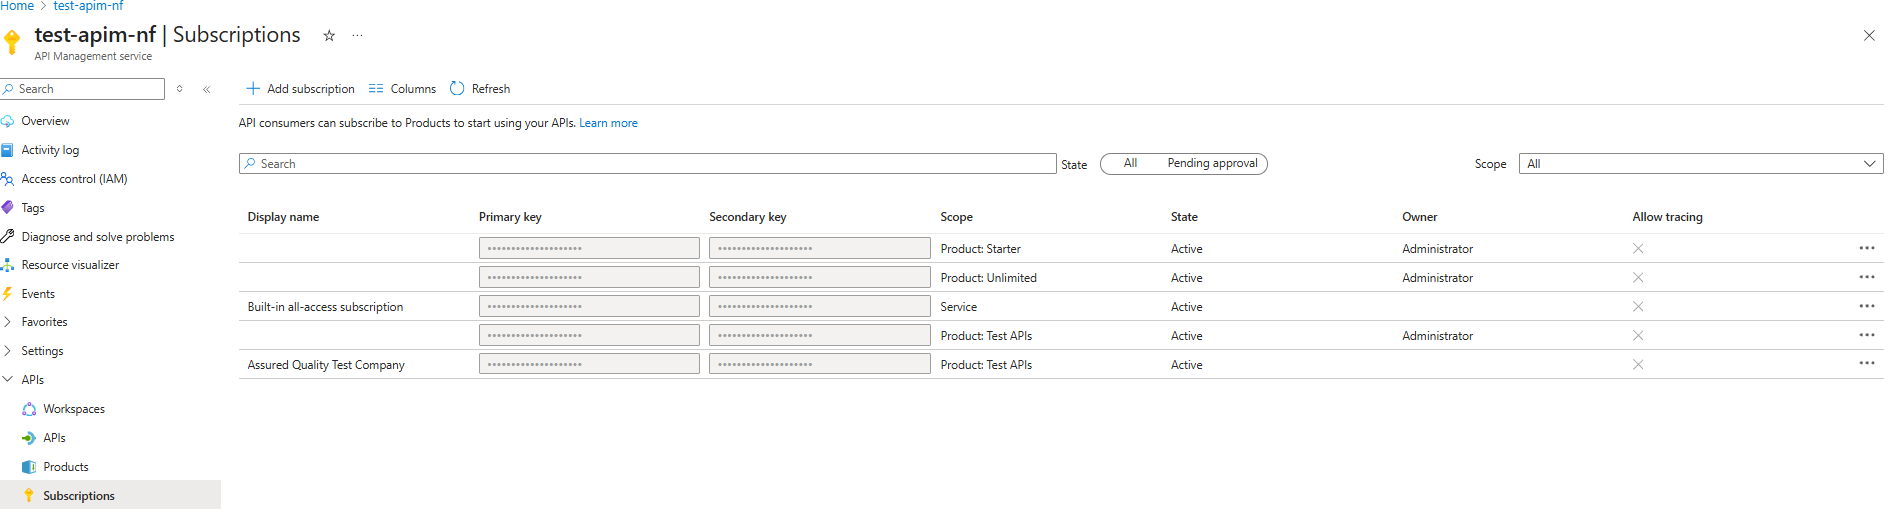 Home > test-apim-nf
test-apim-nf | Subscriptions ☆ ...
API Management service
Search
Overview
Activity log
Access control (IAM)
Tags
Diagnose and solve problems
Resource visualizer
Events
Favorites
Settings
APIs
Workspaces
APIs
Products
Subscriptions
Add subscription Columns Refresh
API consumers can subscribe to Products to start using your APIs. Learn more
Search State All Pending approval Scope All
Display name Primary key Secondary key Scope State Owner Allow tracing
•••••••••••••••••••• •••••••••••••••••••• Product: Starter Active Administrator
•••••••••••••••••••• •••••••••••••••••••• Product: Unlimited Active Administrator
Built-in all-access subscription •••••••••••••••••••• •••••••••••••••••••• Service Active
•••••••••••••••••••• •••••••••••••••••••• Product: Test APIs Active Administrator
Assured Quality Test Company •••••••••••••••••••• •••••••••••••••••••• Product: Test APIs Active